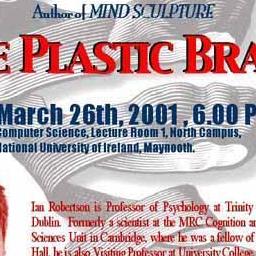 Author of MIND SCULPTURE
E PLASTIC BRA
March 26th, 2001 , 6.00 P
Computer Science, Lecture Room 1, North Campus,
National University of Ireland, Maynooth.
Ian Robertson is Professor of Psychology at Trinity
Dublin. Formerly a scientist at the MRC Cognition an
Sciences Unit in Cambridge, where he was a fellow of
Hall, he is also Visiting Professor at University College